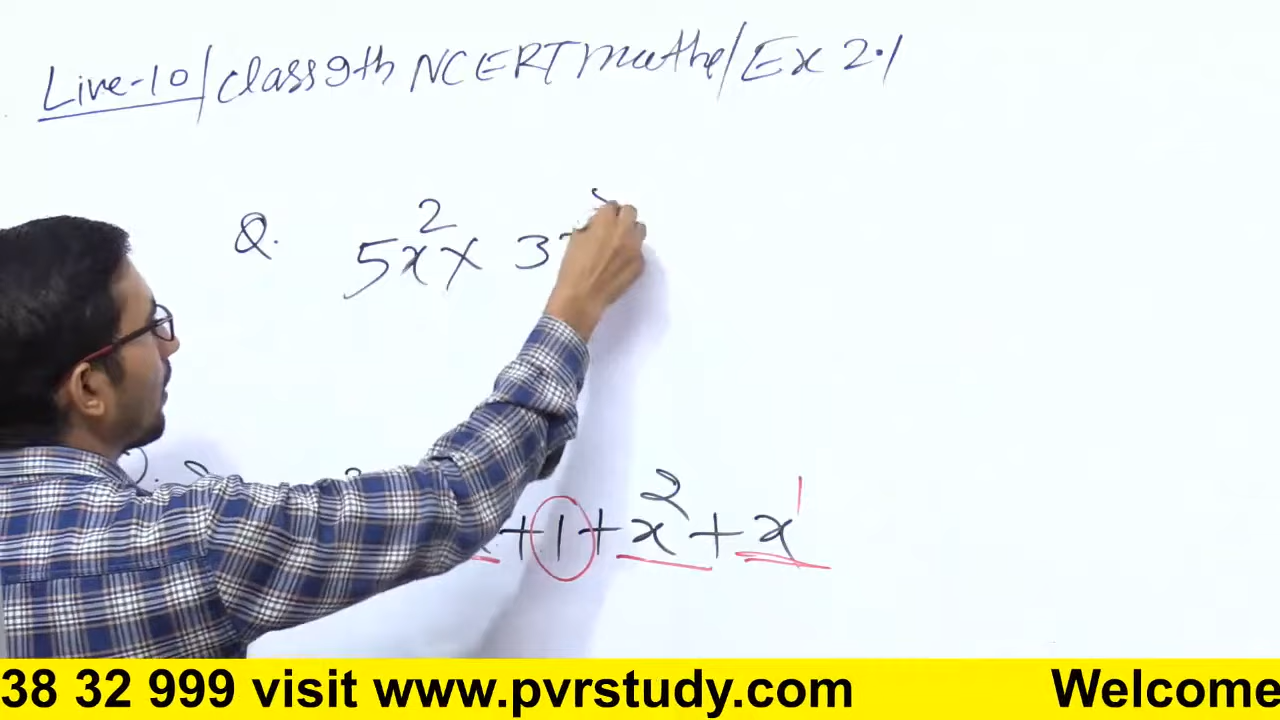 Live-10/class 9th NCERT maths/Ex 2.1
Q. 5x² × 3
+1+x²+x¹
38 32 999 visit www.pvrstudy.com Welcome